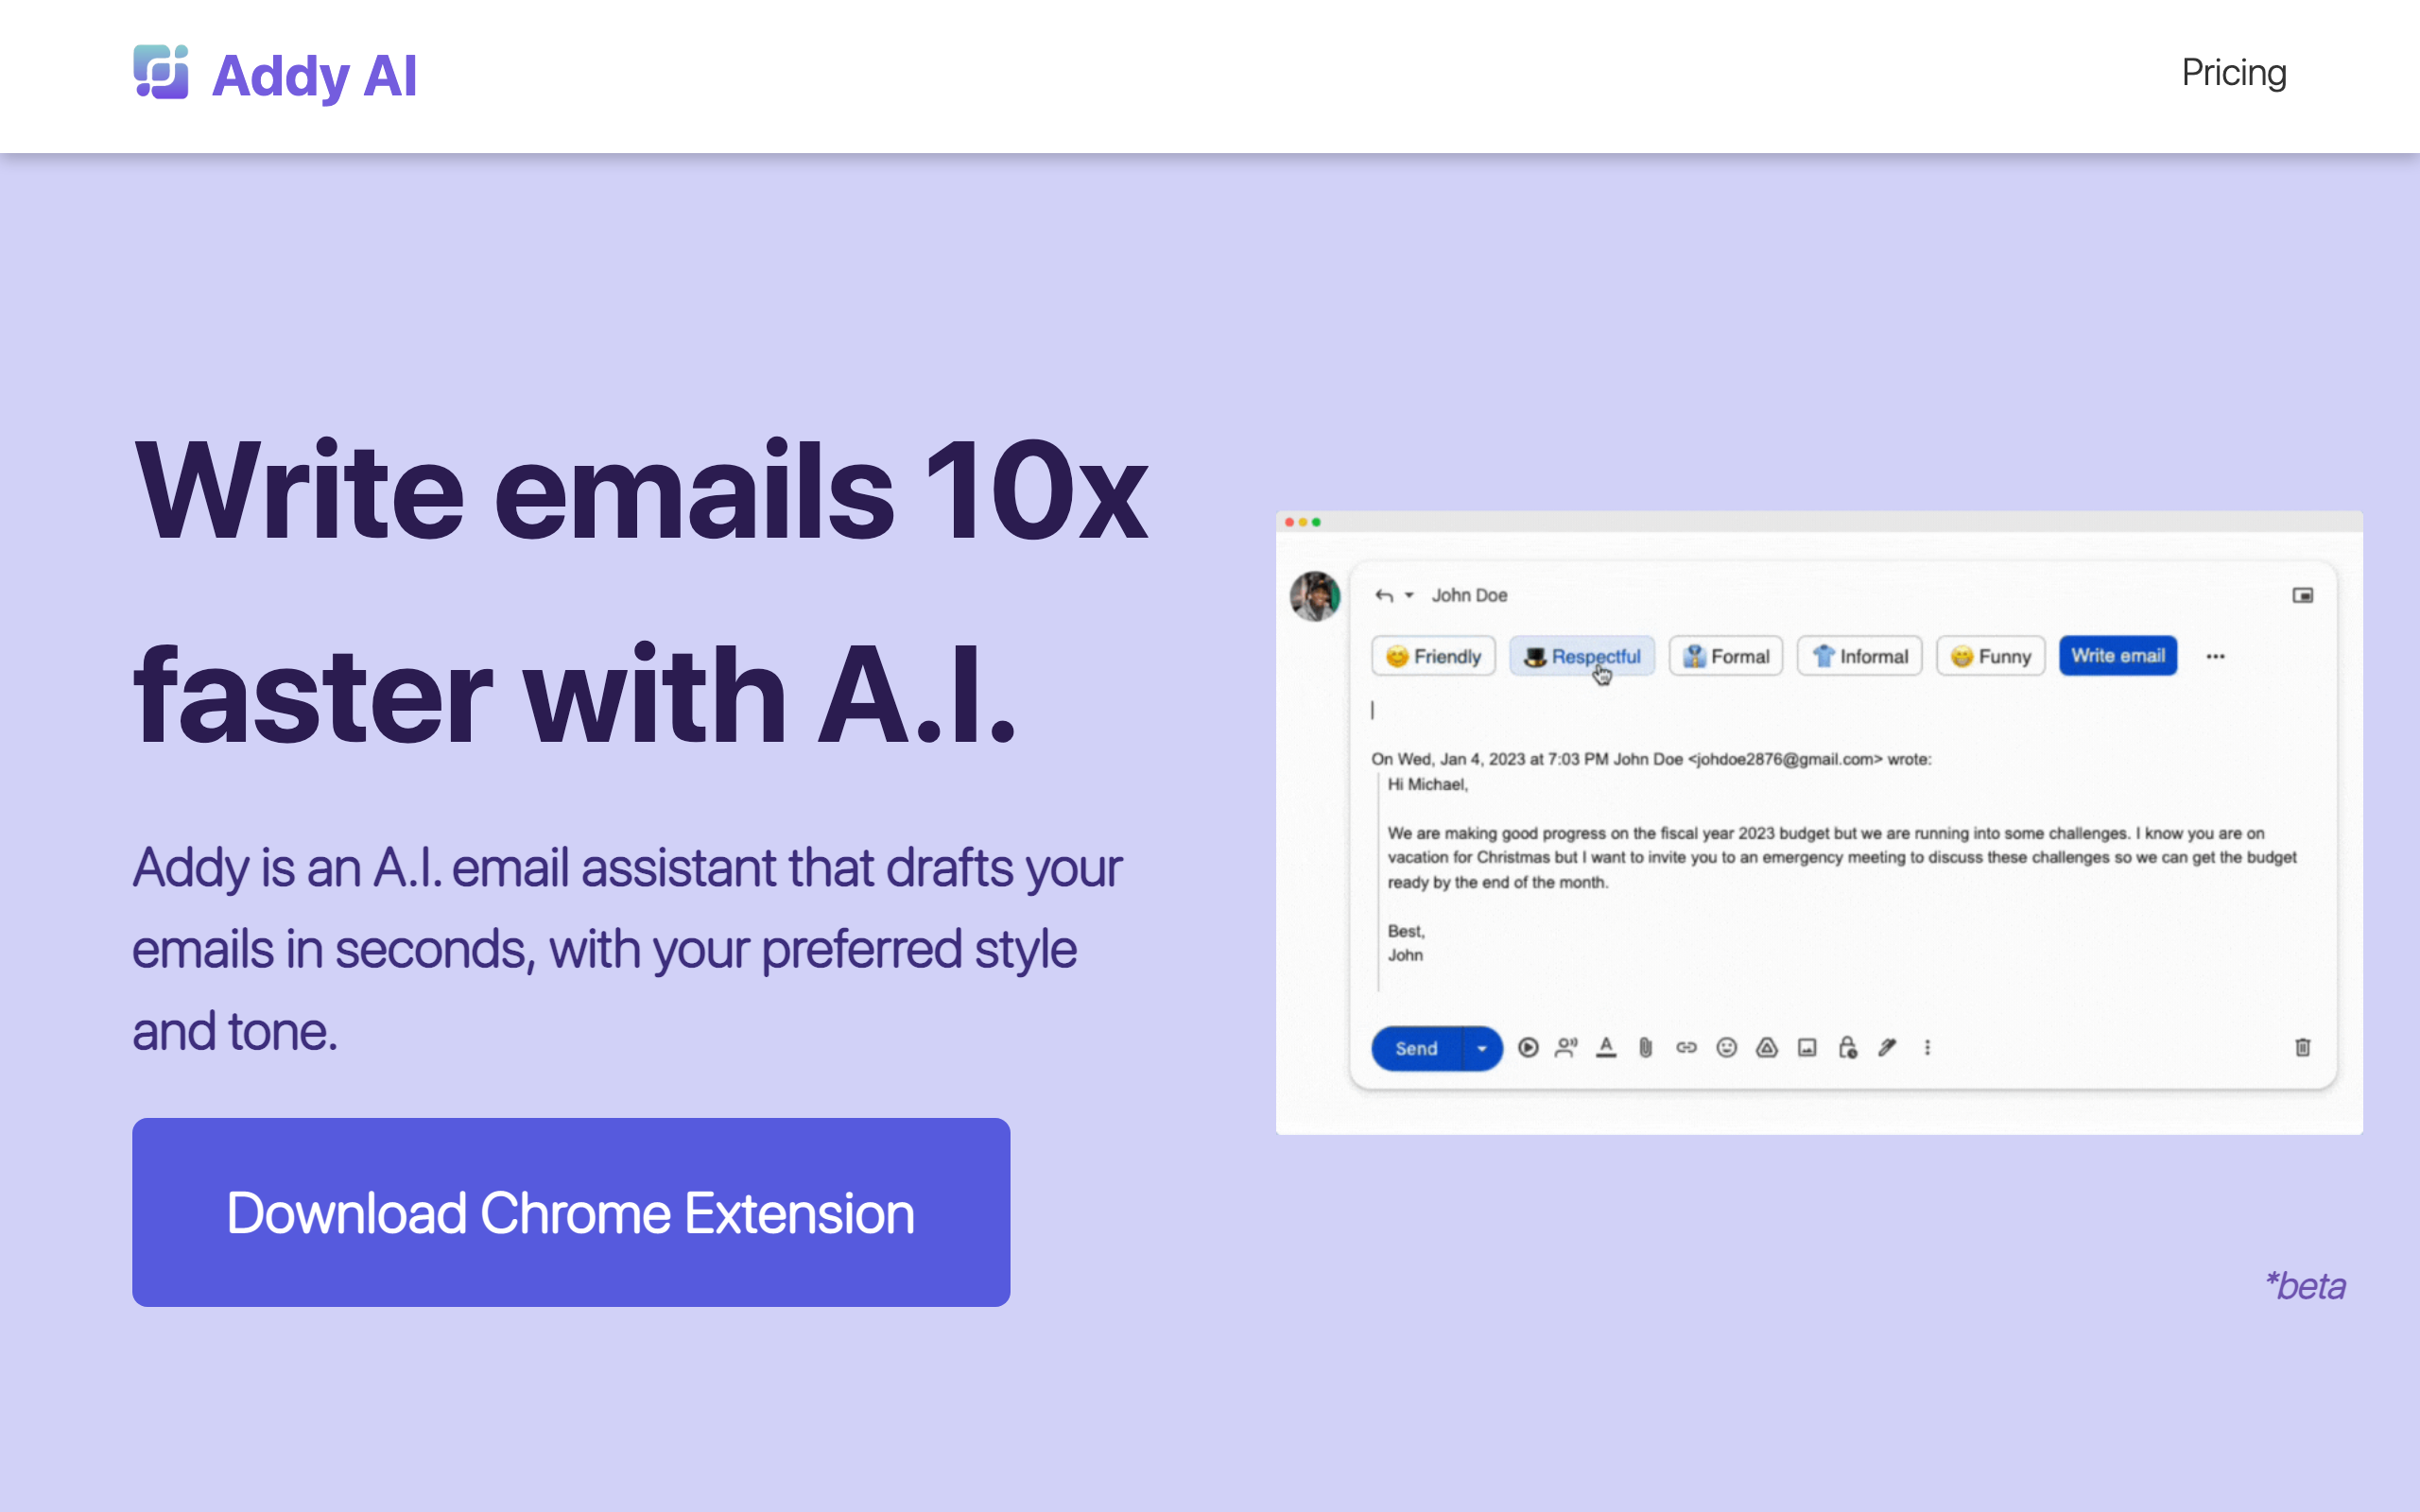 Addy AI
Pricing
Write emails 10x
faster with A.I.
Addy is an A.I. email assistant that drafts your
emails in seconds, with your preferred style
and tone.
Download Chrome Extension
John Doe
Friendly Respectful Formal Informal Funny Write email
On Wed, Jan 4, 2023 at 7:03 PM John Doe <johdoe2876@gmail.com> wrote:
Hi Michael,
We are making good progress on the fiscal year 2023 budget but we are running into some challenges. I know you are on
vacation for Christmas but I want to invite you to an emergency meeting to discuss these challenges so we can get the budget
ready by the end of the month.
Best,
John
Send
*beta